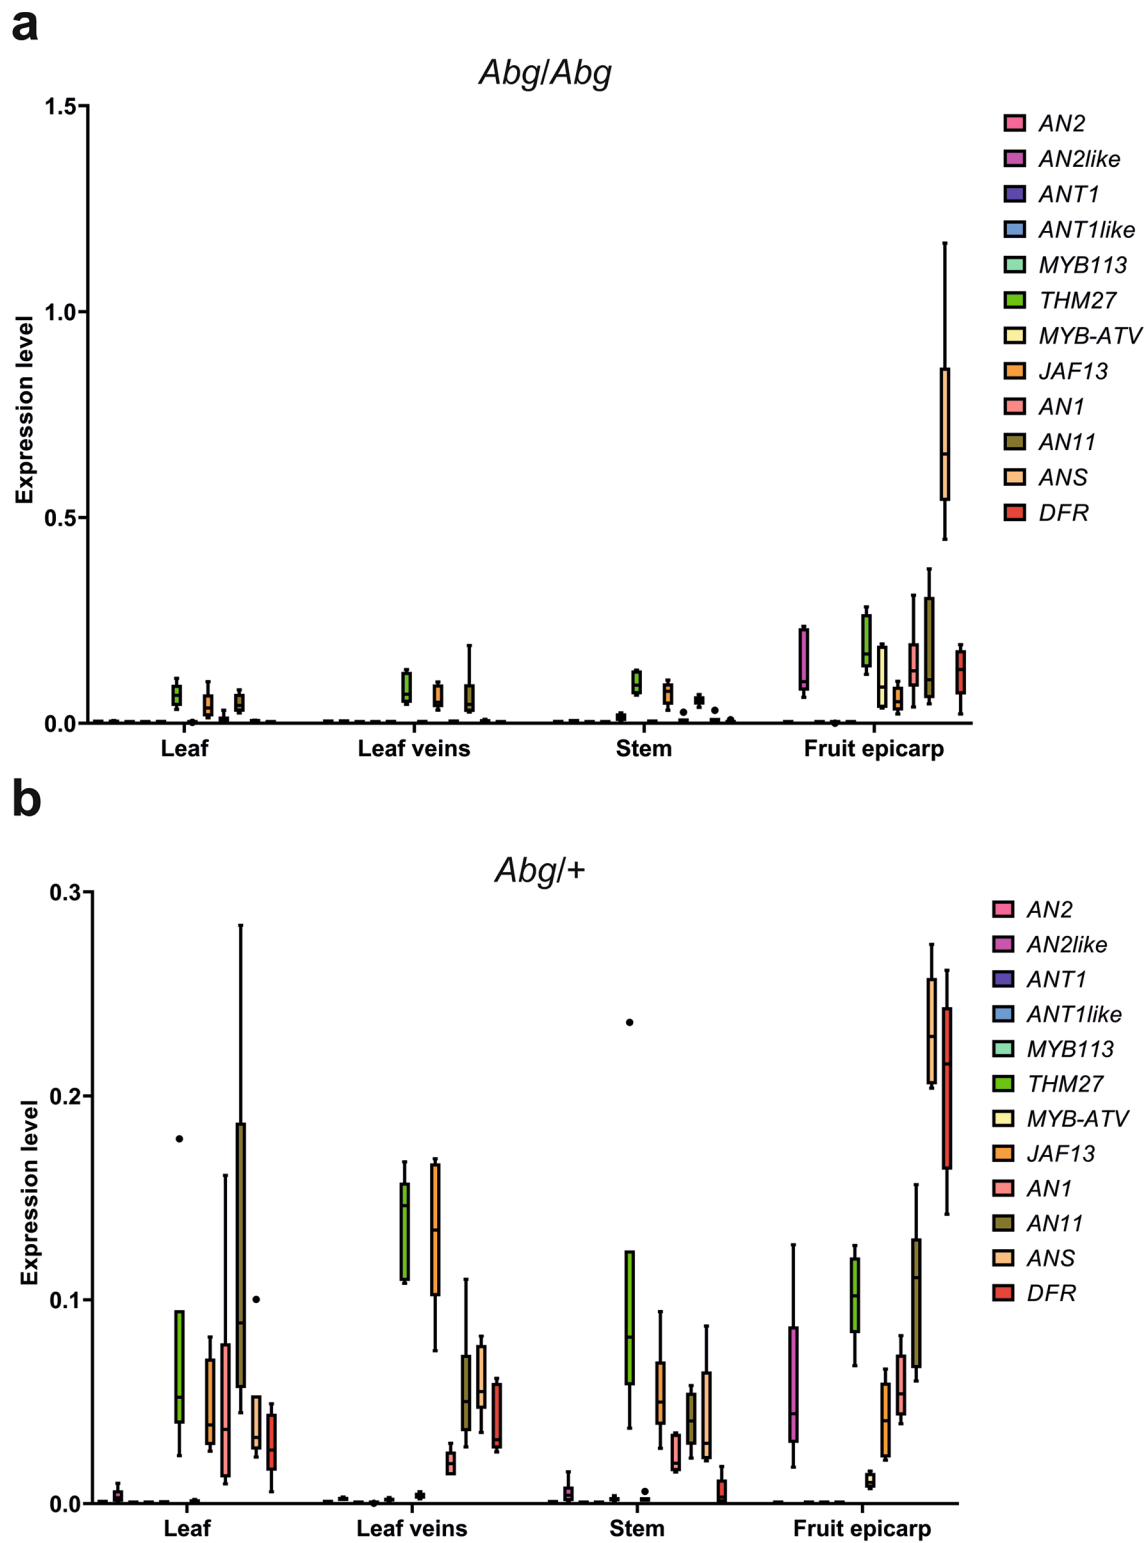 a
Abg/Abg
Expression level
1.5
1.0
0.5
0.0
Leaf
Leaf veins
Stem
Fruit epicarp
AN2
AN2like
ANT1
ANT1like
MYB113
THM27
MYB-ATV
JAF13
AN1
AN11
ANS
DFR
b
Abg/+
Expression level
0.3
0.2
0.1
0.0
Leaf
Leaf veins
Stem
Fruit epicarp
AN2
AN2like
ANT1
ANT1like
MYB113
THM27
MYB-ATV
JAF13
AN1
AN11
ANS
DFR